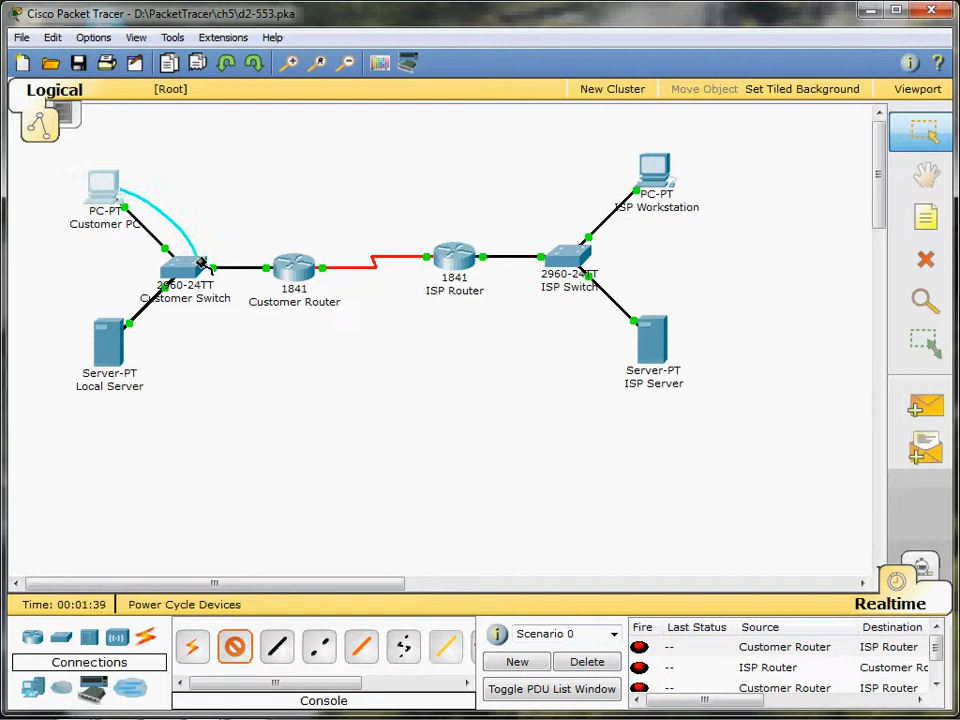 Cisco Packet Tracer - D:\PacketTracer\ch5\d2-553.pka
File Edit Options View Tools Extensions Help
Logical [Root] New Cluster Move Object Set Tiled Background Viewport
PC-PT
Customer PC
2960-24TT
Customer Switch
1841
Customer Router
Server-PT
Local Server
1841
ISP Router
2960-24TT
ISP Switch
PC-PT
ISP Workstation
Server-PT
ISP Server
Time: 00:01:39 Power Cycle Devices Realtime
Connections
Console
Scenario 0
New Delete
Toggle PDU List Window
Fire Last Status Source Destination
-- Customer Router ISP Router
-- ISP Router Customer Rc
-- Customer Router ISP Router